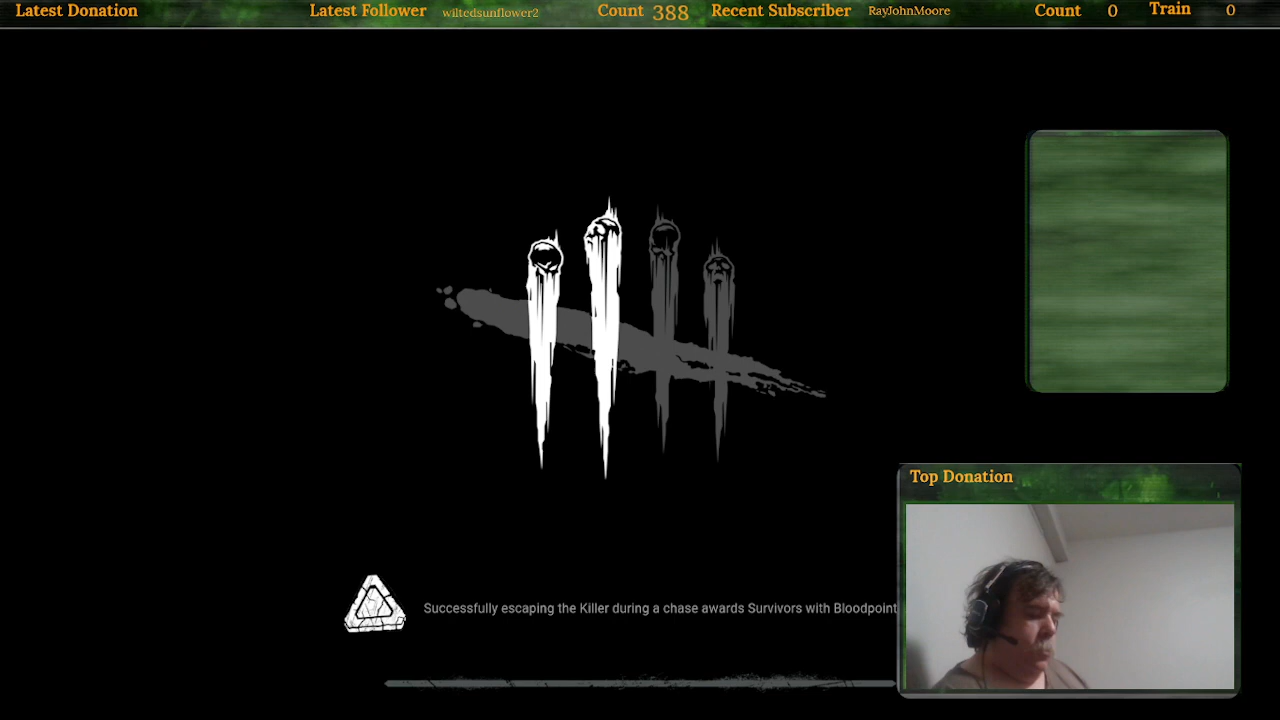 Latest Donation Latest Follower wiltedsunflower2 Count 388 Recent Subscriber RayJohnMoore Count 0 Train 0
Top Donation
Successfully escaping the Killer during a chase awards Survivors with Bloodpoint